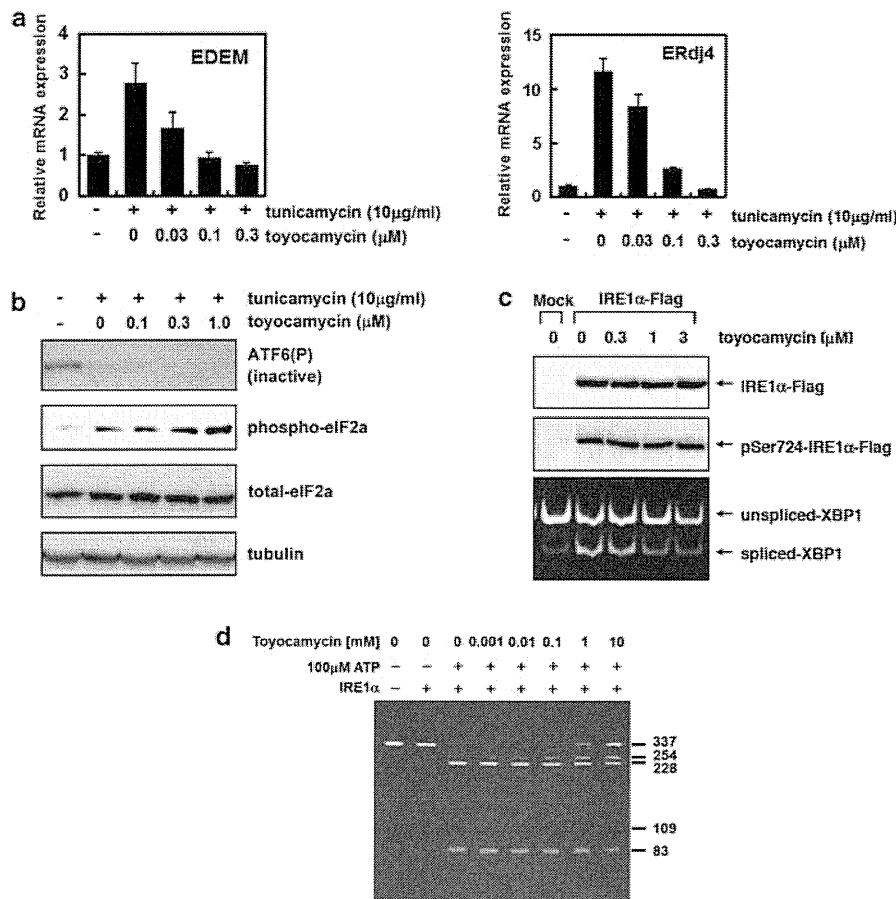 a
EDEM
Relative mRNA expression
4
3
2
1
0
- + + + + tunicamycin (10μg/ml)
- 0 0.03 0.1 0.3 toyocamycin (μM)
ERdj4
Relative mRNA expression
15
10
5
0
- + + + + tunicamycin (10μg/ml)
- 0 0.03 0.1 0.3 toyocamycin (μM)
b
- + + + + tunicamycin (10μg/ml)
- 0 0.1 0.3 1.0 toyocamycin (μM)
ATF6(P)
(inactive)
phospho-eIF2a
total-eIF2a
tubulin
c
Mock IRE1α-Flag
0 0 0.3 1 3 toyocamycin [μM]
IRE1α-Flag
pSer724-IRE1α-Flag
unspliced-XBP1
spliced-XBP1
d
Toyocamycin [mM] 0 0 0 0.001 0.01 0.1 1 10
100μM ATP – – + + + + + +
IRE1α – + + + + + + +
337
254
228
109
83